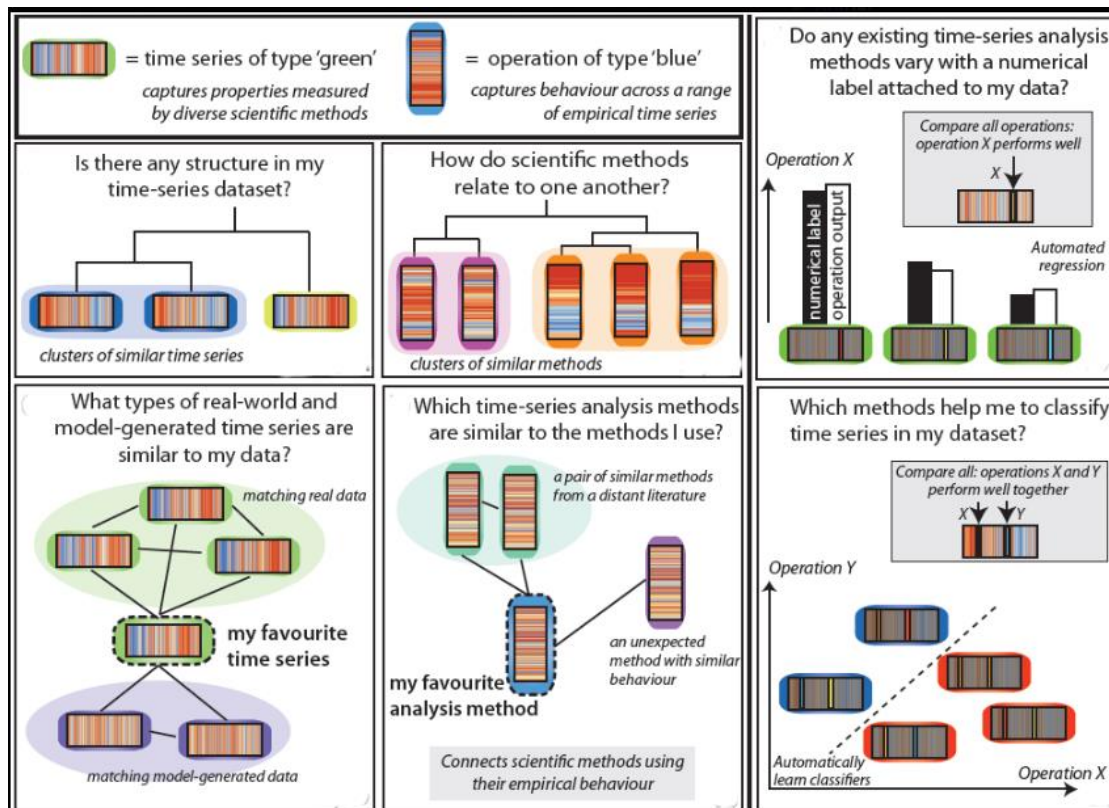 = time series of type 'green'
captures properties measured
by diverse scientific methods
= operation of type 'blue'
captures behaviour across a range
of empirical time series
Is there any structure in my
time-series dataset?
clusters of similar time series
How do scientific methods
relate to one another?
clusters of similar methods
Do any existing time-series analysis
methods vary with a numerical
label attached to my data?
Compare all operations:
operation X performs well
X
Operation X
numerical label
operation output
Automated
regression
What types of real-world and
model-generated time series are
similar to my data?
matching real data
my favourite
time series
matching model-generated data
Which time-series analysis methods
are similar to the methods I use?
a pair of similar methods
from a distant literature
an unexpected
method with similar
behaviour
my favourite
analysis method
Connects scientific methods using
their empirical behaviour
Which methods help me to classify
time series in my dataset?
Compare all: operations X and Y
perform well together
X
Y
Operation Y
Automatically
learn classifiers
Operation X